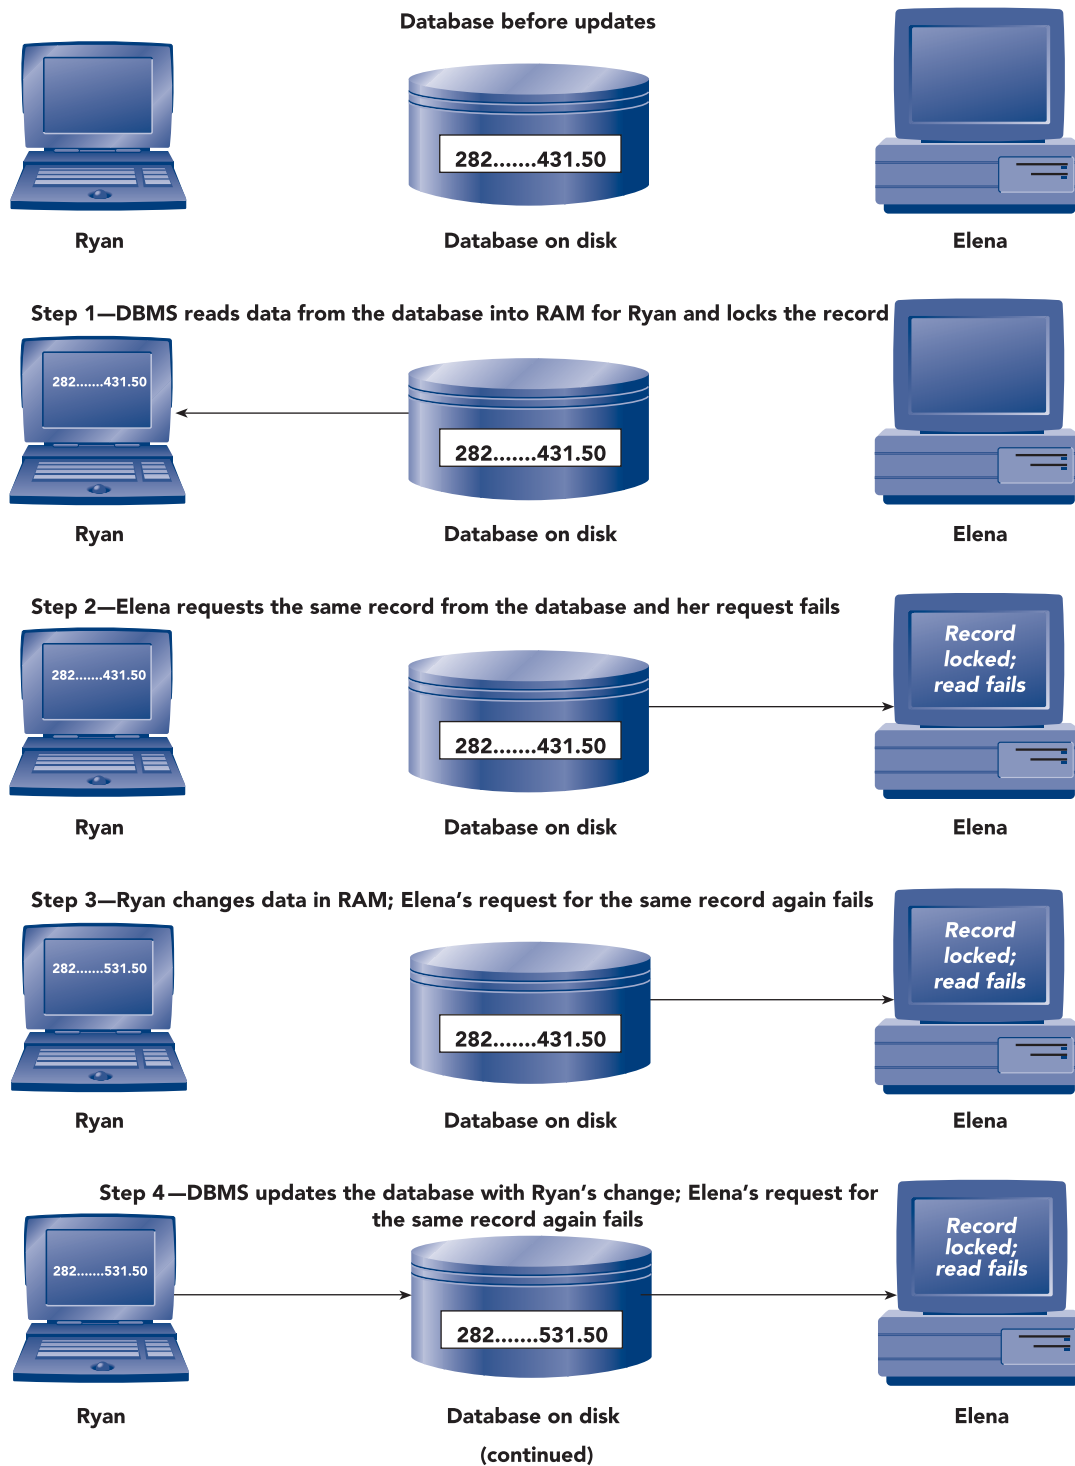 Database before updates
282.......431.50
Ryan
Database on disk
Elena
Step 1—DBMS reads data from the database into RAM for Ryan and locks the record
282.......431.50
282.......431.50
Ryan
Database on disk
Elena
Step 2—Elena requests the same record from the database and her request fails
Record
locked;
read fails
282.......431.50
282.......431.50
Ryan
Database on disk
Elena
Step 3—Ryan changes data in RAM; Elena’s request for the same record again fails
Record
locked;
read fails
282.......531.50
282.......431.50
Ryan
Database on disk
Elena
Step 4—DBMS updates the database with Ryan’s change; Elena’s request for
the same record again fails
Record
locked;
read fails
282.......531.50
282.......531.50
Ryan
Database on disk
Elena
(continued)